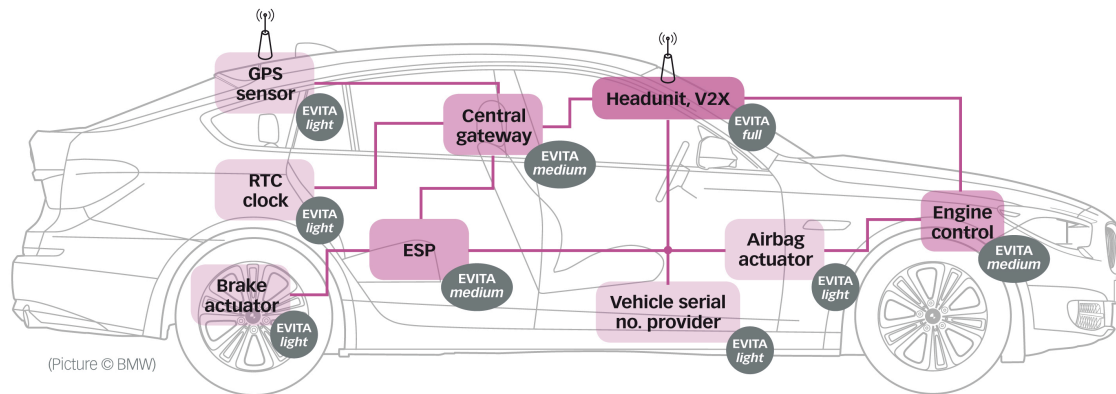 GPS
sensor
EVITA
light
Central
gateway
EVITA
medium
Headunit, V2X
EVITA
full
RTC
clock
EVITA
light
ESP
EVITA
medium
Airbag
actuator
EVITA
light
Engine
control
EVITA
medium
Brake
actuator
EVITA
light
Vehicle serial
no. provider
EVITA
light
(Picture © BMW)